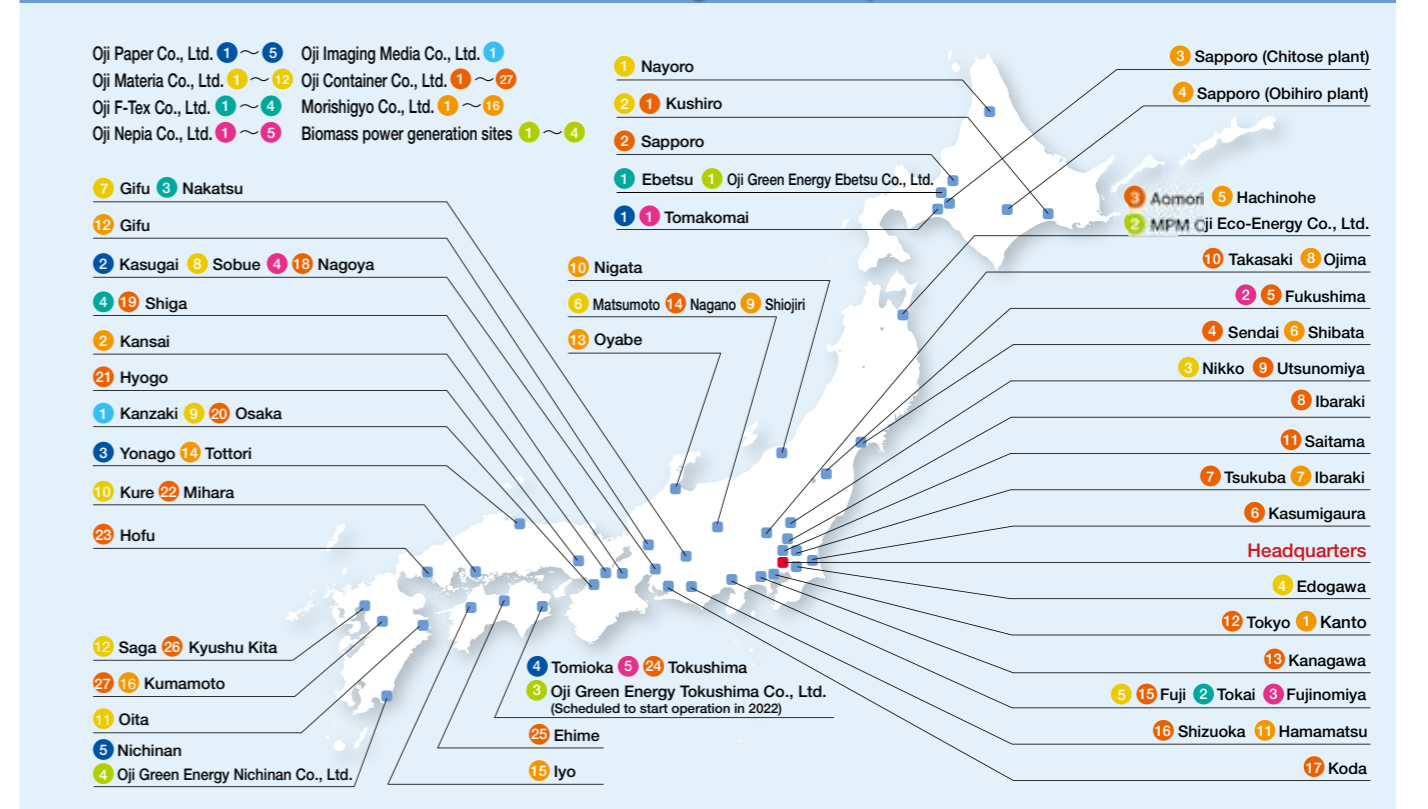 Oji Paper Co., Ltd. 1 ～ 5 Oji Imaging Media Co., Ltd. 1
Oji Materia Co., Ltd. 1 ～ 12 Oji Container Co., Ltd. 1 ～ 27
Oji F-Tex Co., Ltd. 1 ～ 4 Morishigyo Co., Ltd. 1 ～ 16
Oji Nepia Co., Ltd. 1 ～ 5 Biomass power generation sites 1 ～ 4
7 Gifu 3 Nakatsu
12 Gifu
2 Kasugai 8 Sobue 4 18 Nagoya
4 19 Shiga
2 Kansai
21 Hyogo
1 Kanzaki 9 20 Osaka
3 Yonago 14 Tottori
10 Kure 22 Mihara
23 Hofu
12 Saga 26 Kyushu Kita
27 16 Kumamoto
11 Oita
5 Nichinan
4 Oji Green Energy Nichinan Co., Ltd.
1 Nayoro
2 1 Kushiro
2 Sapporo
1 Ebetsu 1 Oji Green Energy Ebetsu Co., Ltd.
1 1 Tomakomai
10 Nigata
6 Matsumoto 14 Nagano 9 Shiojiri
13 Oyabe
4 Tomioka 5 24 Tokushima
3 Oji Green Energy Tokushima Co., Ltd.
(Scheduled to start operation in 2022)
25 Ehime
15 Iyo
3 Sapporo (Chitose plant)
4 Sapporo (Obihiro plant)
3 Aomori 5 Hachinohe
2 MPM Oji Eco-Energy Co., Ltd.
10 Takasaki 8 Ojima
2 5 Fukushima
4 Sendai 6 Shibata
3 Nikko 9 Utsunomiya
8 Ibaraki
11 Saitama
7 Tsukuba 7 Ibaraki
6 Kasumigaura
Headquarters
4 Edogawa
12 Tokyo 1 Kanto
13 Kanagawa
5 15 Fuji 2 Tokai 3 Fujinomiya
16 Shizuoka 11 Hamamatsu
17 Koda